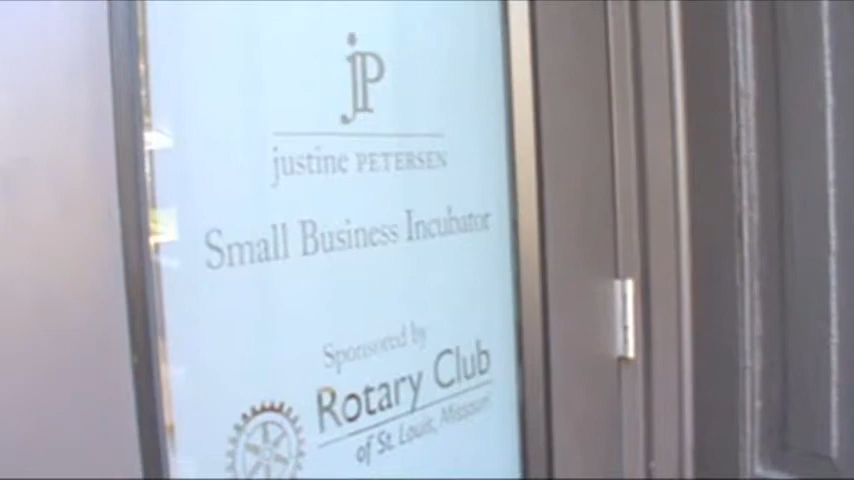 jP
justine PETERSEN
Small Business Incubator
Sponsored by
Rotary Club
of St. Louis, Missouri